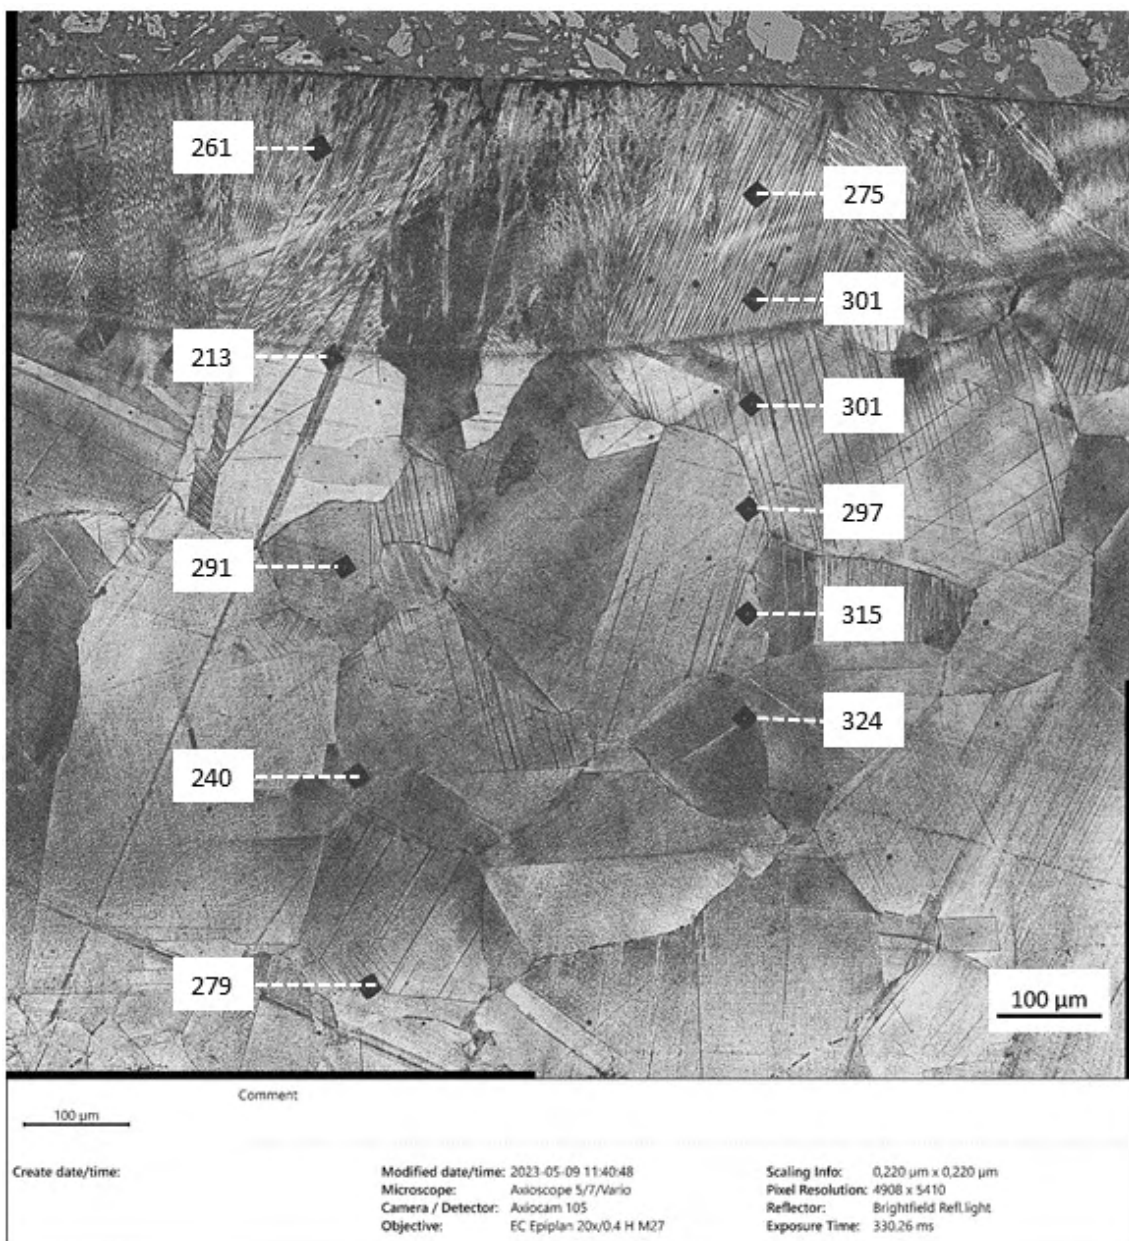 261
275
301
213
301
297
291
315
324
240
279
100 µm
Comment
100 µm
Create date/time:
Modified date/time: 2023-05-09 11:40:48
Microscope: Axioscope 5/7/Vario
Camera / Detector: Axiocam 105
Objective: EC Epiplan 20x/0.4 H M27
Scaling Info: 0,220 µm x 0,220 µm
Pixel Resolution: 4908 x 5410
Reflector: Brightfield Refl.light
Exposure Time: 330.26 ms